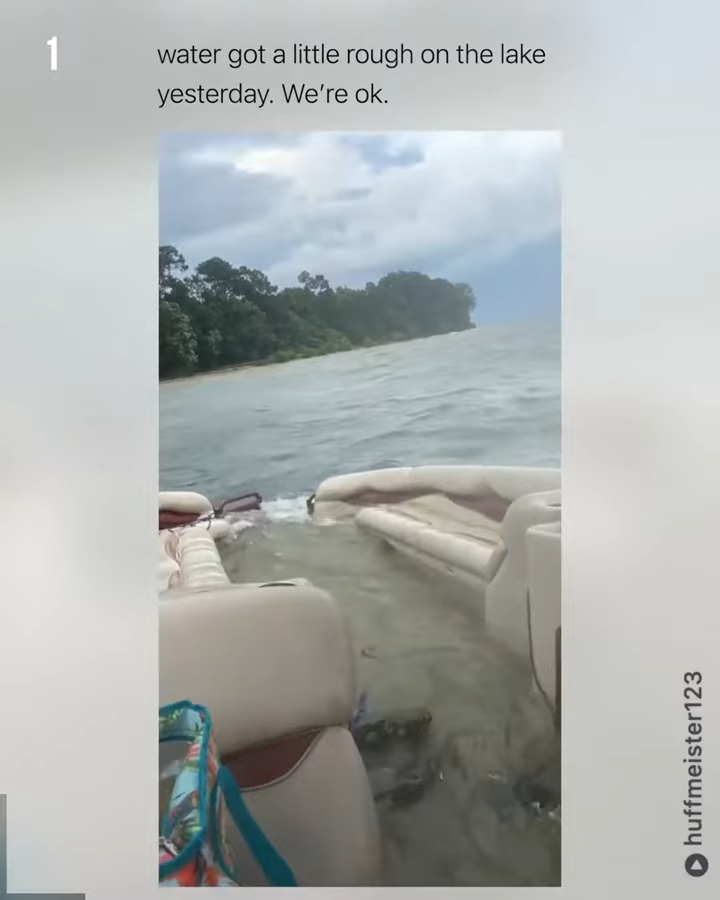 1
water got a little rough on the lake
yesterday. We're ok.
huffmeister123